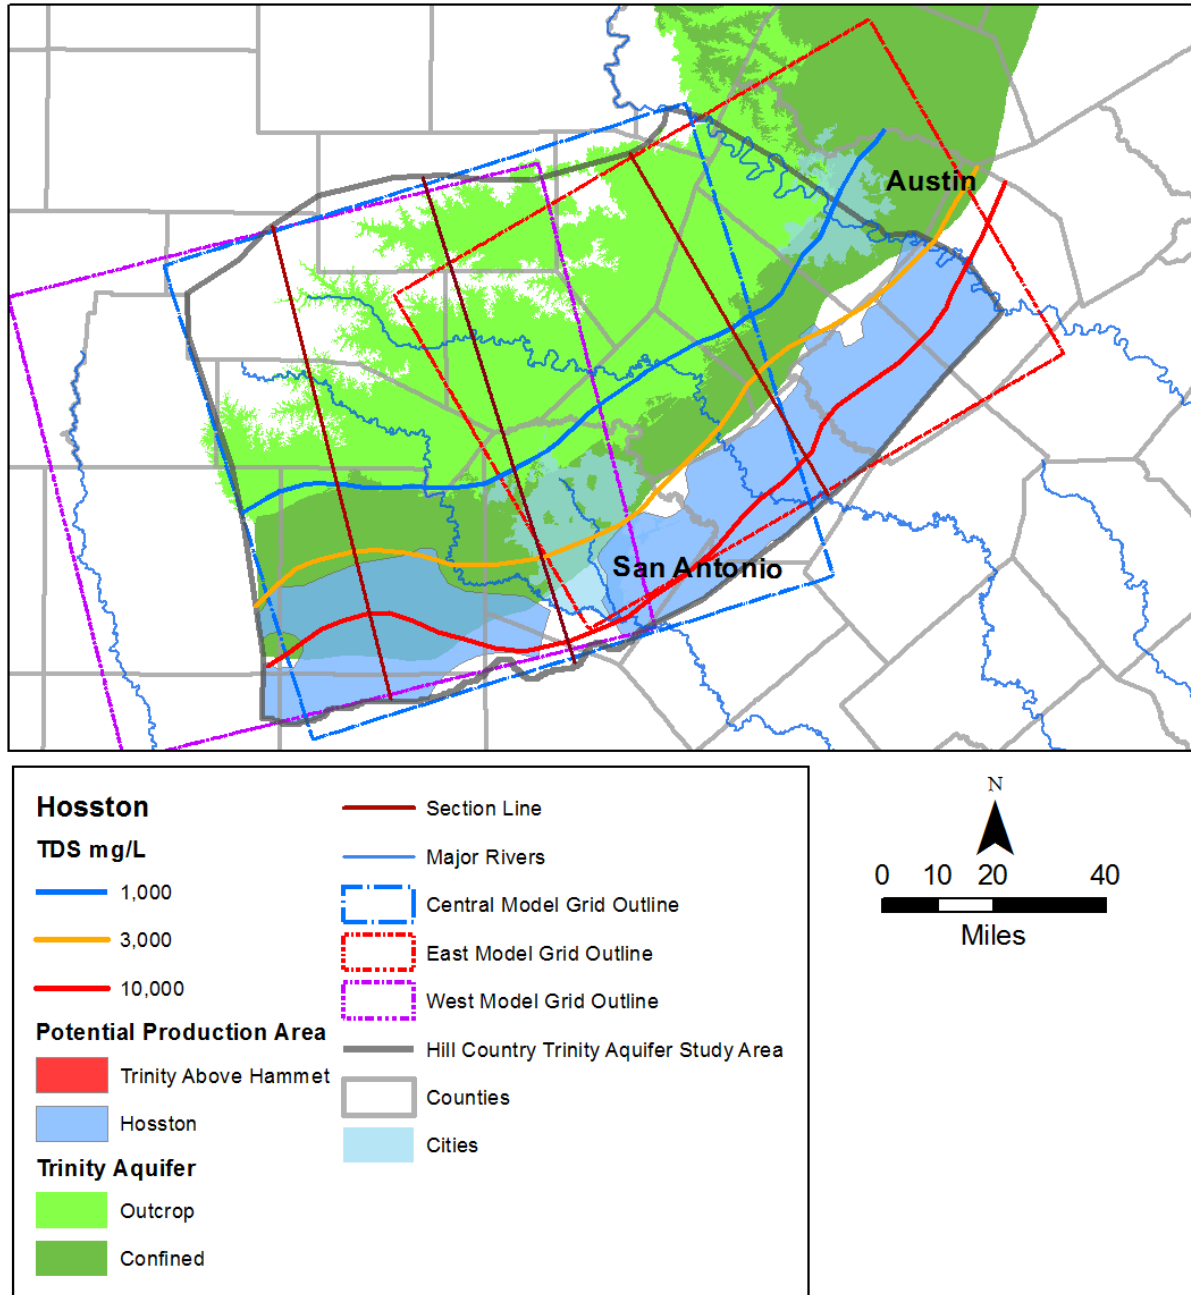 Austin
San Antonio
Hosston
TDS mg/L
1,000
3,000
10,000
Potential Production Area
Trinity Above Hammet
Hosston
Trinity Aquifer
Outcrop
Confined
Section Line
Major Rivers
Central Model Grid Outline
East Model Grid Outline
West Model Grid Outline
Hill Country Trinity Aquifer Study Area
Counties
Cities
N
0 10 20 40
Miles